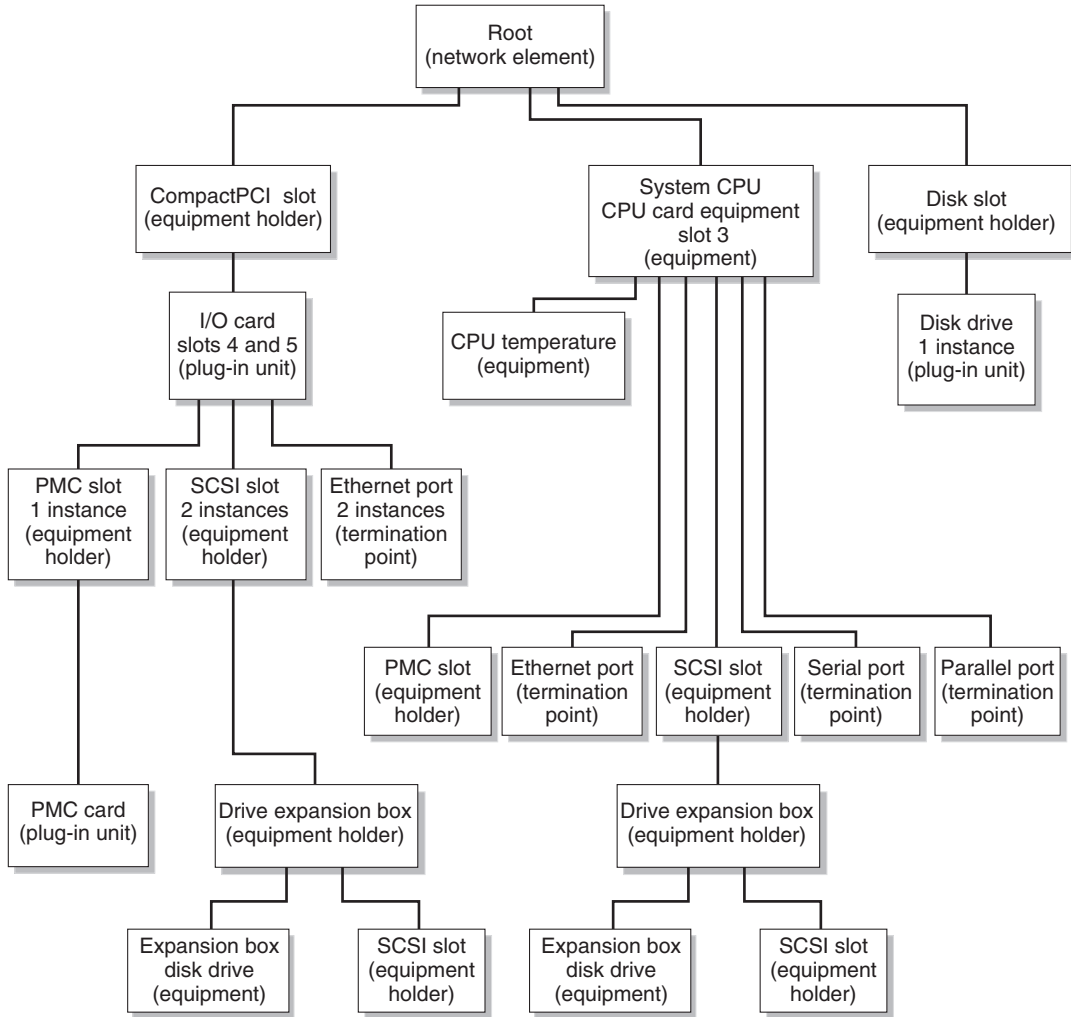 Root
(network element)
CompactPCI slot
(equipment holder)
System CPU
CPU card equipment
slot 3
(equipment)
Disk slot
(equipment holder)
I/O card
slots 4 and 5
(plug-in unit)
CPU temperature
(equipment)
Disk drive
1 instance
(plug-in unit)
PMC slot
1 instance
(equipment
holder)
SCSI slot
2 instances
(equipment
holder)
Ethernet port
2 instances
(termination
point)
PMC slot
(equipment
holder)
Ethernet port
(termination
point)
SCSI slot
(equipment
holder)
Serial port
(termination
point)
Parallel port
(termination
point)
PMC card
(plug-in unit)
Drive expansion box
(equipment holder)
Drive expansion box
(equipment holder)
Expansion box
disk drive
(equipment)
SCSI slot
(equipment
holder)
Expansion box
disk drive
(equipment)
SCSI slot
(equipment
holder)